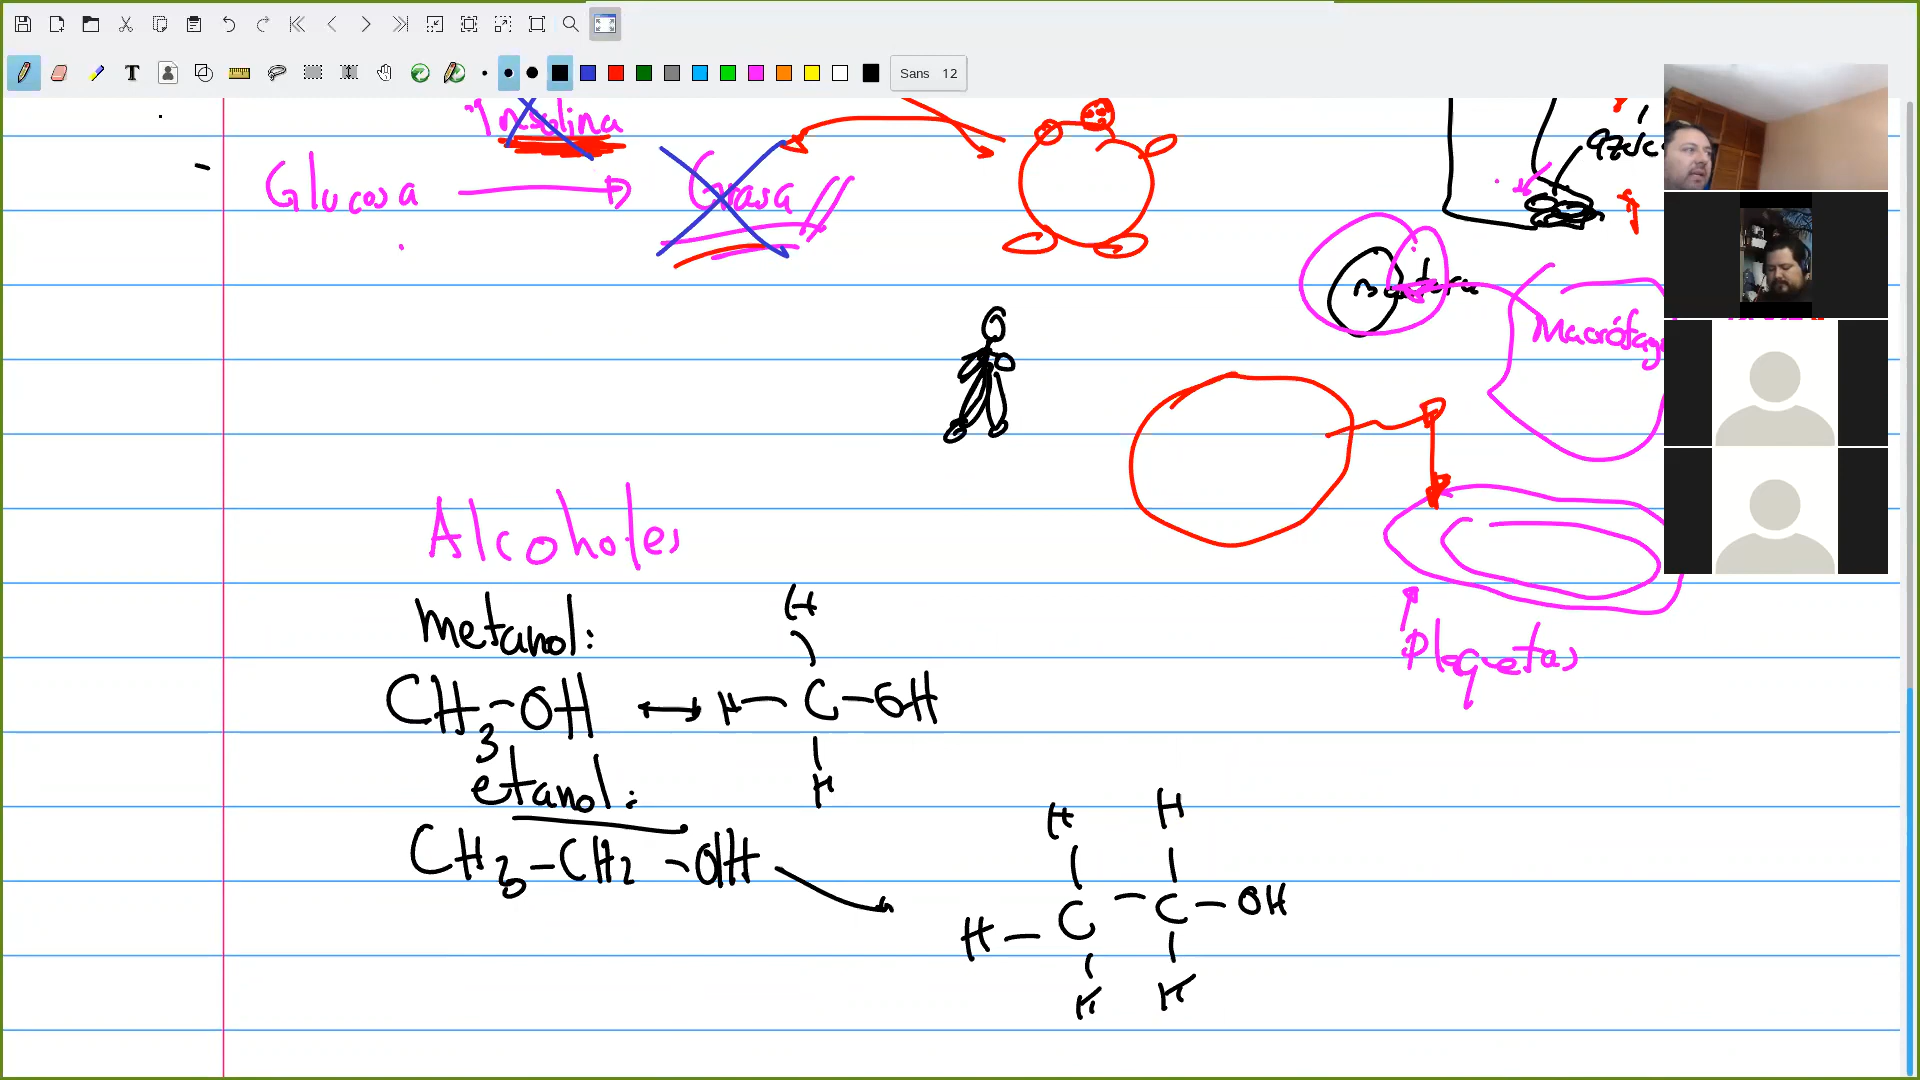 Sans 12
Insulina
Glucosa → Grasa
Macrófag
Alcoholes
Plaquetas
metanol:
H
CH3-OH ↔ H-C-OH
H
etanol:
CH3-CH2-OH
H H
H-C-C-OH
H H